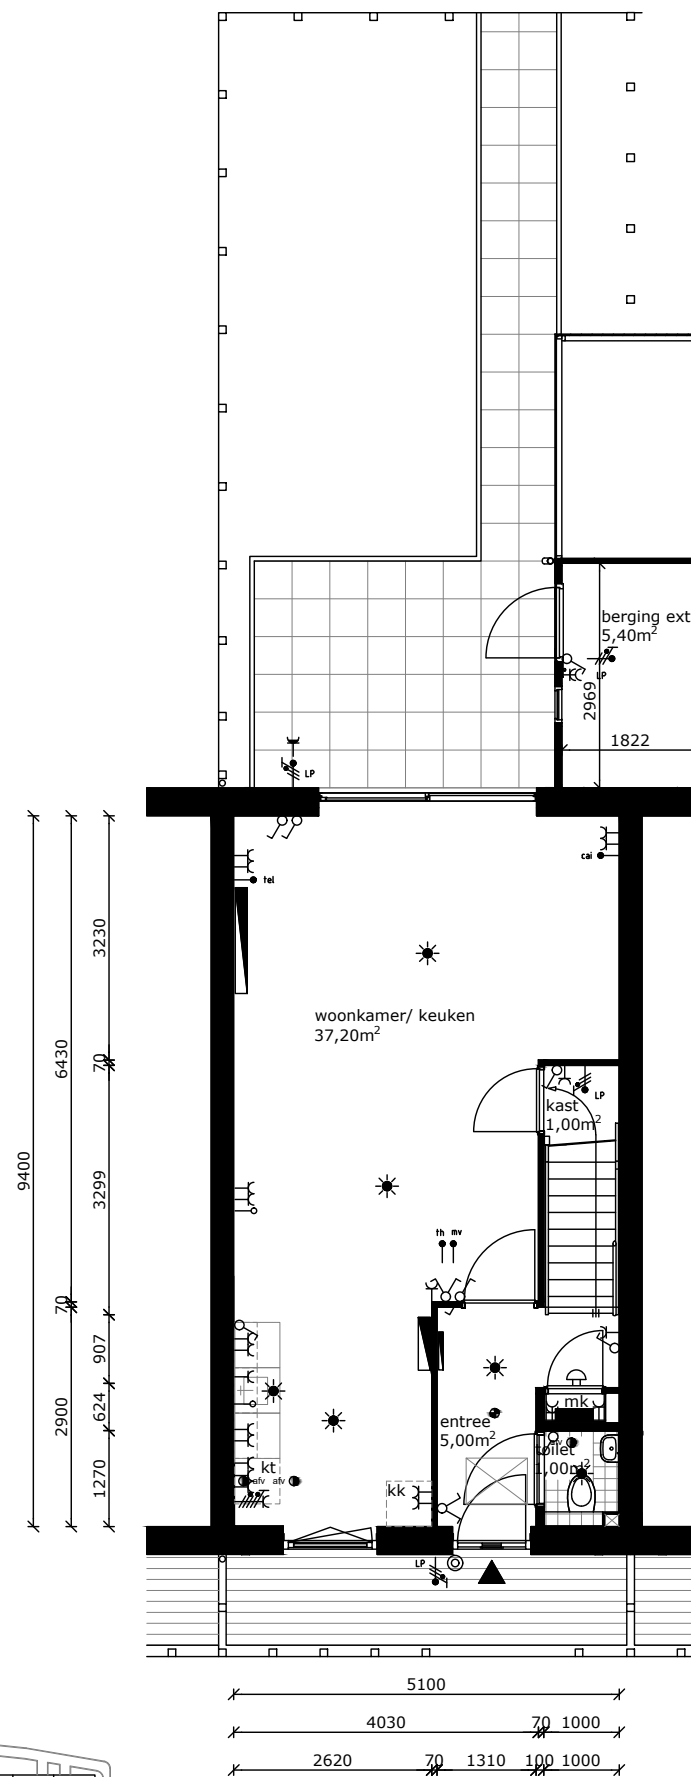 berging ext
5,40m²
LP
2969
1822
LP
tel
cai
3230
woonkamer/ keuken
37,20m²
6430
70
LP
kast
1,00m²
9400
3299
th mv
70
907
2900
624
mk
entree
5,00m²
afv
toilet
1,00m²
kt
afv afv
kk
1270
LP
5100
4030 70 1000
2620 70 1310 100 1000